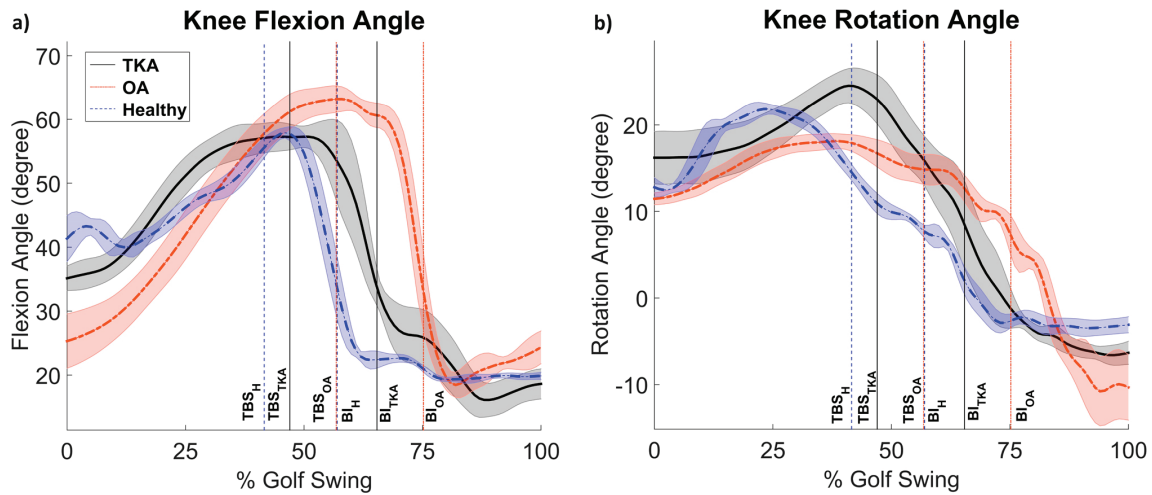 a)
Knee Flexion Angle
TKA
OA
Healthy
Flexion Angle (degree)
70
60
50
40
30
20
TBS_H
TBS_TKA
TBS_OA
BI_H
BI_TKA
BI_OA
0
25
50
75
100
% Golf Swing
b)
Knee Rotation Angle
Rotation Angle (degree)
20
10
0
-10
TBS_H
TBS_TKA
TBS_OA
BI_H
BI_TKA
BI_OA
0
25
50
75
100
% Golf Swing